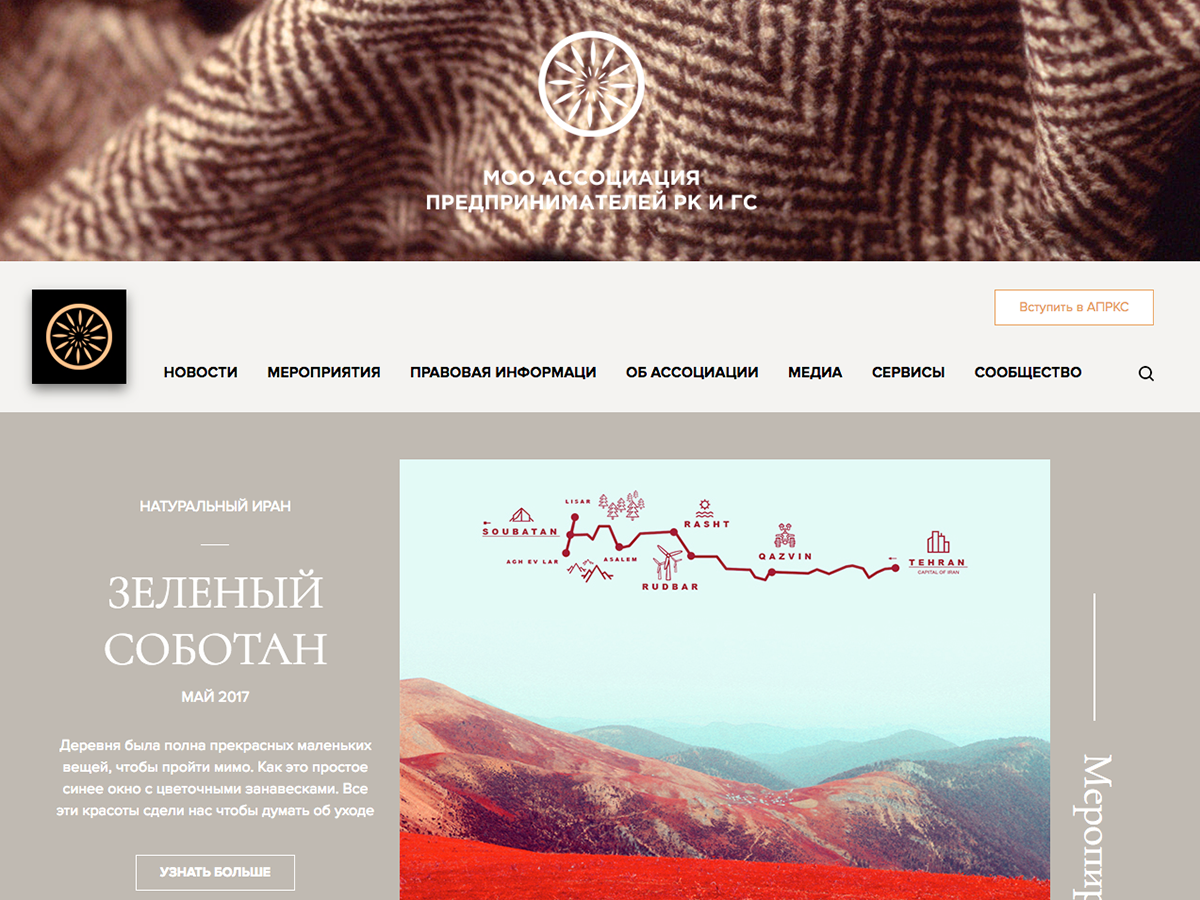 МОО АССОЦИАЦИЯ
ПРЕДПРИНИМАТЕЛЕЙ РК И ГС
Вступить в АПРКС
НОВОСТИ МЕРОПРИЯТИЯ ПРАВОВАЯ ИНФОРМАЦИ ОБ АССОЦИАЦИИ МЕДИА СЕРВИСЫ СООБЩЕСТВО
НАТУРАЛЬНЫЙ ИРАН
ЗЕЛЕНЫЙ
СОБОТАН
МАЙ 2017
Деревня была полна прекрасных маленьких
вещей, чтобы пройти мимо. Как это простое
синее окно с цветочными занавесками. Все
эти красоты сдели нас чтобы думать об уходе
УЗНАТЬ БОЛЬШЕ
LISAR
SOUBATAN
AGH EV LAR
ASALEM
RASHT
RUDBAR
QAZVIN
TEHRAN
CAPITAL OF IRAN